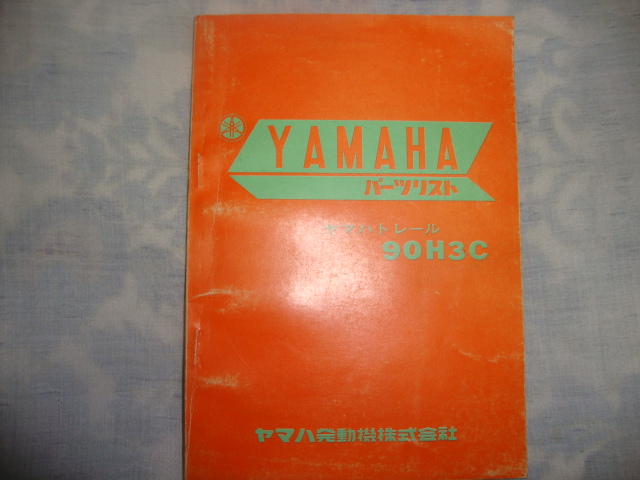 YAMAHA
パーツリスト
ヤマハトレール
90H3C
ヤマハ発動機株式会社